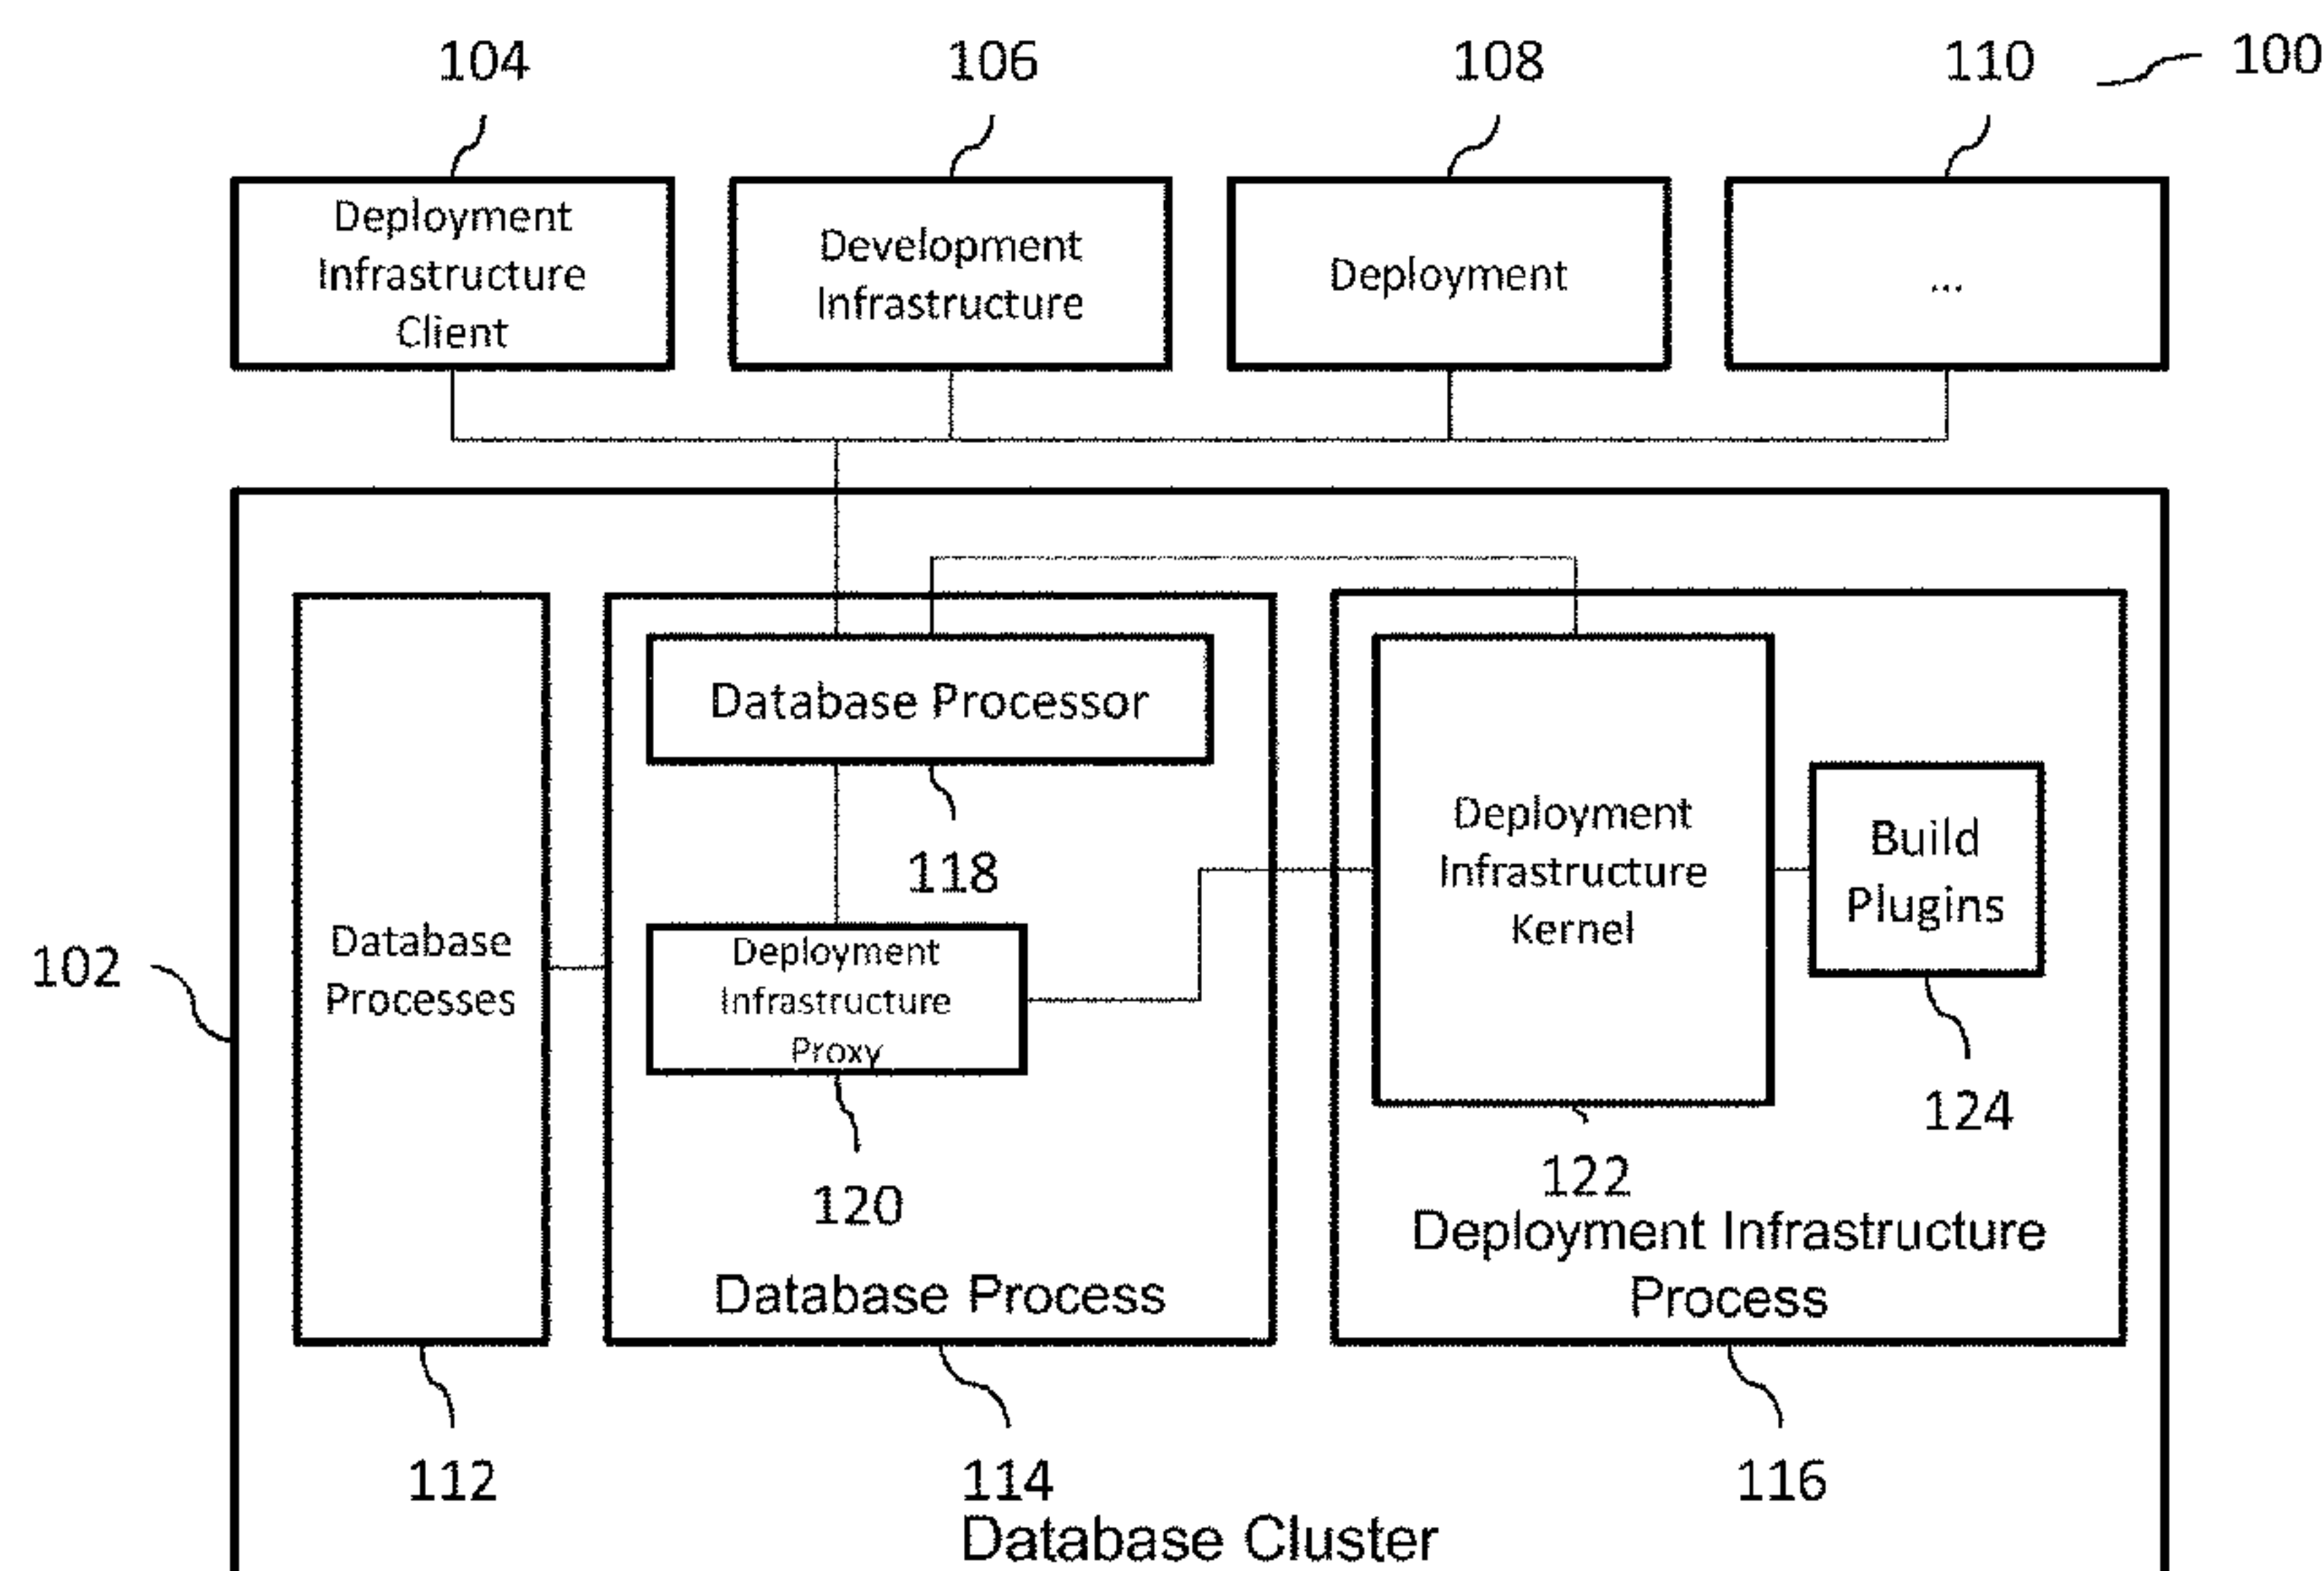 104
106
108
110
100
Deployment
Infrastructure
Client
Development
Infrastructure
Deployment
...
Database Processor
118
Deployment
Infrastructure
Kernel
Build
Plugins
102
Database
Processes
Deployment
Infrastructure
Proxy
124
122
120
Deployment Infrastructure
Process
Database Process
112
114
116
Database Cluster